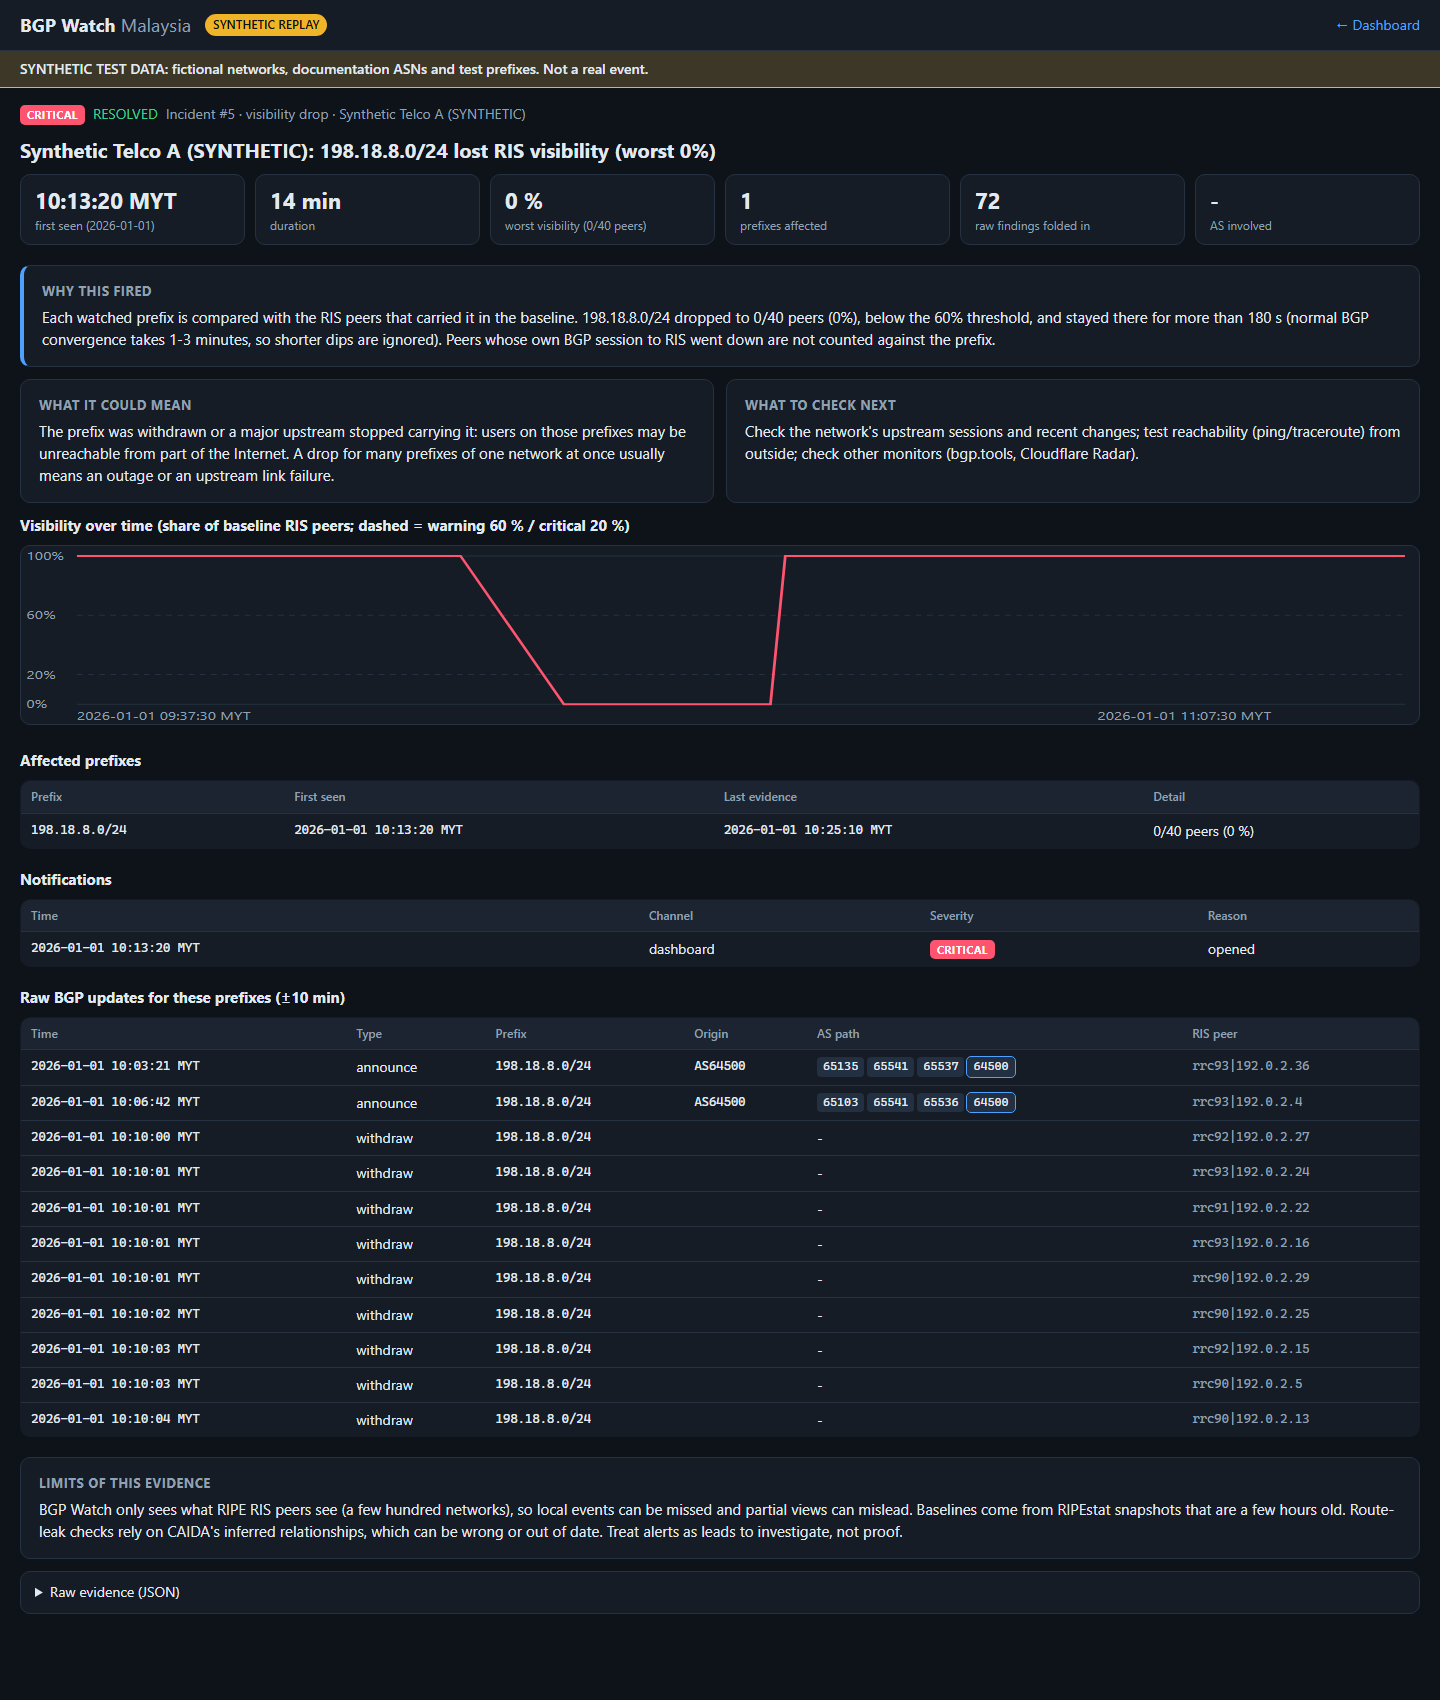 BGP Watch Malaysia SYNTHETIC REPLAY ← Dashboard
SYNTHETIC TEST DATA: fictional networks, documentation ASNs and test prefixes. Not a real event.
CRITICAL RESOLVED Incident #5 · visibility drop · Synthetic Telco A (SYNTHETIC)
Synthetic Telco A (SYNTHETIC): 198.18.8.0/24 lost RIS visibility (worst 0%)
10:13:20 MYT
first seen (2026-01-01)
14 min
duration
0 %
worst visibility (0/40 peers)
1
prefixes affected
72
raw findings folded in
-
AS involved
WHY THIS FIRED
Each watched prefix is compared with the RIS peers that carried it in the baseline. 198.18.8.0/24 dropped to 0/40 peers (0%), below the 60% threshold, and stayed there for more than 180 s (normal BGP
convergence takes 1-3 minutes, so shorter dips are ignored). Peers whose own BGP session to RIS went down are not counted against the prefix.
WHAT IT COULD MEAN
The prefix was withdrawn or a major upstream stopped carrying it: users on those prefixes may be
unreachable from part of the Internet. A drop for many prefixes of one network at once usually
means an outage or an upstream link failure.
WHAT TO CHECK NEXT
Check the network's upstream sessions and recent changes; test reachability (ping/traceroute) from
outside; check other monitors (bgp.tools, Cloudflare Radar).
Visibility over time (share of baseline RIS peers; dashed = warning 60 % / critical 20 %)
100%
60%
20%
0%
2026-01-01 09:37:30 MYT 2026-01-01 11:07:30 MYT
Affected prefixes
Prefix First seen Last evidence Detail
198.18.8.0/24 2026-01-01 10:13:20 MYT 2026-01-01 10:25:10 MYT 0/40 peers (0 %)
Notifications
Time Channel Severity Reason
2026-01-01 10:13:20 MYT dashboard CRITICAL opened
Raw BGP updates for these prefixes (±10 min)
Time Type Prefix Origin AS path RIS peer
2026-01-01 10:03:21 MYT announce 198.18.8.0/24 AS64500 65135 65541 65537 64500 rrc93|192.0.2.36
2026-01-01 10:06:42 MYT announce 198.18.8.0/24 AS64500 65103 65541 65536 64500 rrc93|192.0.2.4
2026-01-01 10:10:00 MYT withdraw 198.18.8.0/24 - rrc92|192.0.2.27
2026-01-01 10:10:01 MYT withdraw 198.18.8.0/24 - rrc93|192.0.2.24
2026-01-01 10:10:01 MYT withdraw 198.18.8.0/24 - rrc91|192.0.2.22
2026-01-01 10:10:01 MYT withdraw 198.18.8.0/24 - rrc93|192.0.2.16
2026-01-01 10:10:01 MYT withdraw 198.18.8.0/24 - rrc90|192.0.2.29
2026-01-01 10:10:02 MYT withdraw 198.18.8.0/24 - rrc90|192.0.2.25
2026-01-01 10:10:03 MYT withdraw 198.18.8.0/24 - rrc92|192.0.2.15
2026-01-01 10:10:03 MYT withdraw 198.18.8.0/24 - rrc90|192.0.2.5
2026-01-01 10:10:04 MYT withdraw 198.18.8.0/24 - rrc90|192.0.2.13
LIMITS OF THIS EVIDENCE
BGP Watch only sees what RIPE RIS peers see (a few hundred networks), so local events can be missed and partial views can mislead. Baselines come from RIPEstat snapshots that are a few hours old. Route-
leak checks rely on CAIDA's inferred relationships, which can be wrong or out of date. Treat alerts as leads to investigate, not proof.
▶ Raw evidence (JSON)